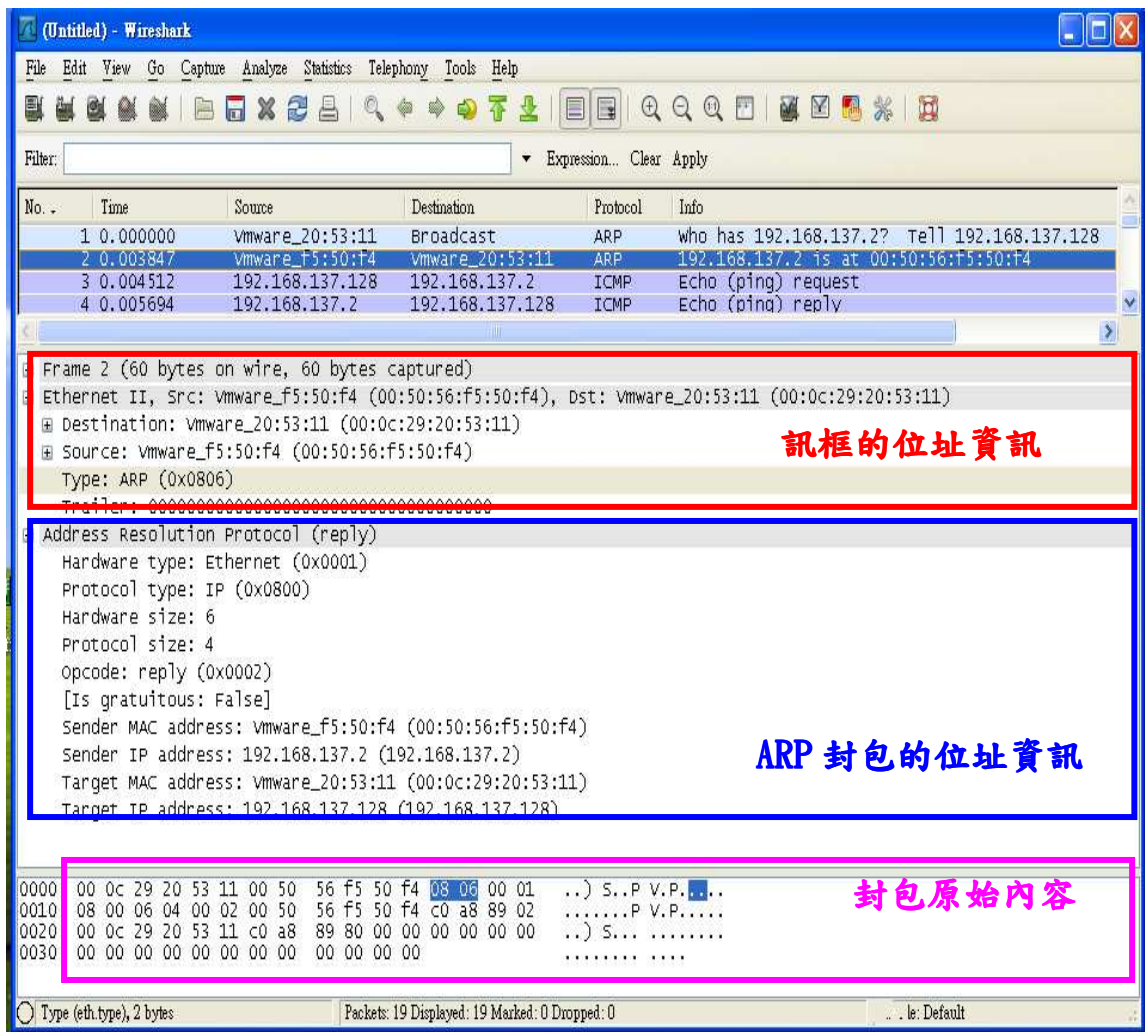 (Untitled) - Wireshark
File Edit View Go Capture Analyze Statistics Telephony Tools Help
Filter: Expression... Clear Apply
No. . Time Source Destination Protocol Info
1 0.000000 Vmware_20:53:11 Broadcast ARP who has 192.168.137.2? Tell 192.168.137.128
2 0.003847 Vmware_f5:50:f4 Vmware_20:53:11 ARP 192.168.137.2 is at 00:50:56:f5:50:f4
3 0.004512 192.168.137.128 192.168.137.2 ICMP Echo (ping) request
4 0.005694 192.168.137.2 192.168.137.128 ICMP Echo (ping) reply
Frame 2 (60 bytes on wire, 60 bytes captured)
Ethernet II, Src: Vmware_f5:50:f4 (00:50:56:f5:50:f4), Dst: Vmware_20:53:11 (00:0c:29:20:53:11)
Destination: Vmware_20:53:11 (00:0c:29:20:53:11)
Source: Vmware_f5:50:f4 (00:50:56:f5:50:f4)
訊框的位址資訊
Type: ARP (0x0806)
Trailer: 000000000000000000000000000000000000
Address Resolution Protocol (reply)
Hardware type: Ethernet (0x0001)
Protocol type: IP (0x0800)
Hardware size: 6
Protocol size: 4
Opcode: reply (0x0002)
[Is gratuitous: False]
Sender MAC address: Vmware_f5:50:f4 (00:50:56:f5:50:f4)
Sender IP address: 192.168.137.2 (192.168.137.2)
ARP 封包的位址資訊
Target MAC address: Vmware_20:53:11 (00:0c:29:20:53:11)
Target IP address: 192.168.137.128 (192.168.137.128)
0000 00 0c 29 20 53 11 00 50 56 f5 50 f4 08 06 00 01 ..) S..P V.P.....
0010 08 00 06 04 00 02 00 50 56 f5 50 f4 c0 a8 89 02 .......P V.P.....
0020 00 0c 29 20 53 11 c0 a8 89 80 00 00 00 00 00 00 ..) S... ........
0030 00 00 00 00 00 00 00 00 00 00 00 00 ........ ....
封包原始內容
Type (eth.type), 2 bytes Packets: 19 Displayed: 19 Marked: 0 Dropped: 0 le: Default